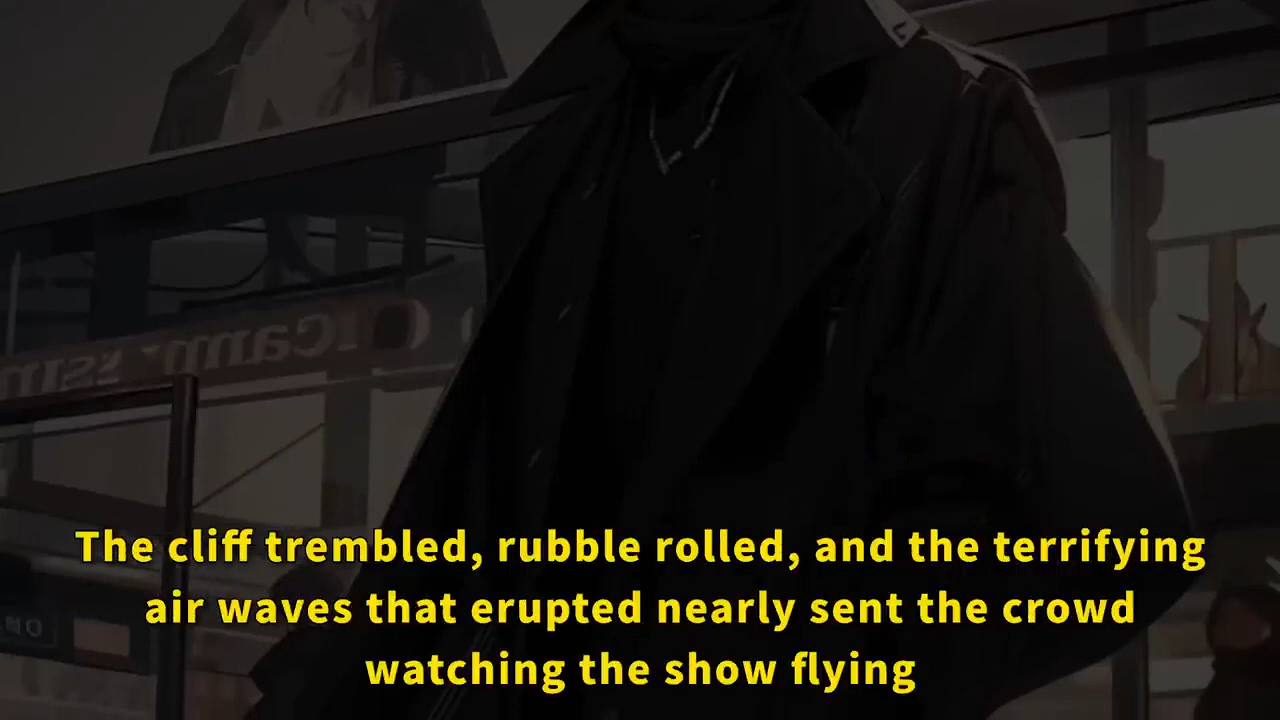 The cliff trembled, rubble rolled, and the terrifying
air waves that erupted nearly sent the crowd
watching the show flying